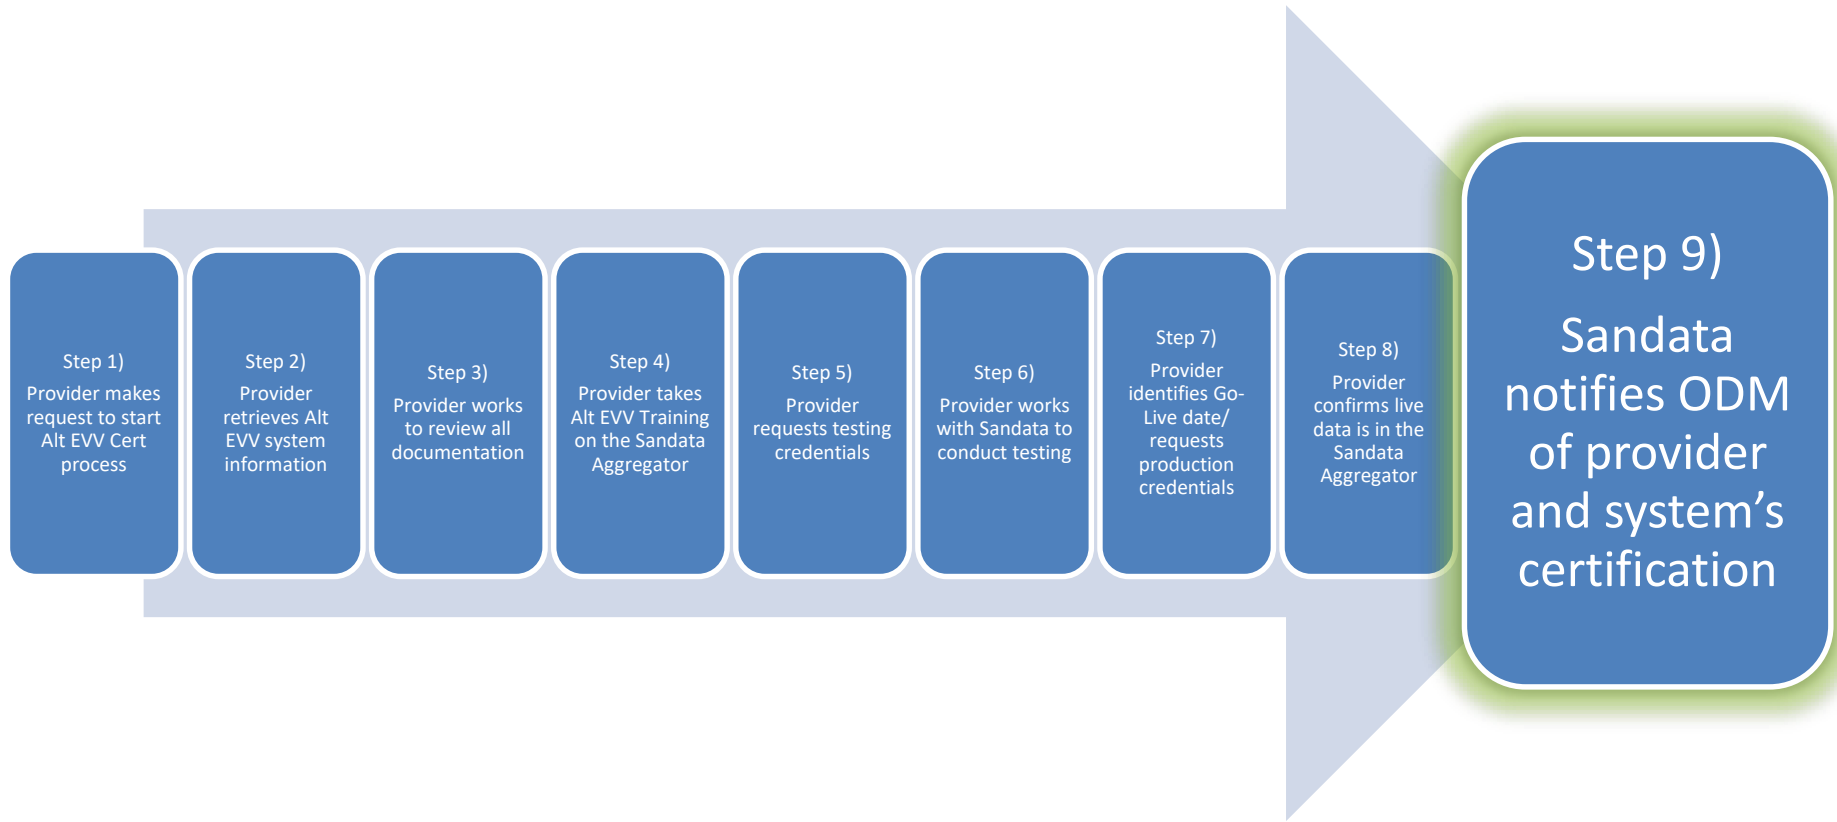 Step 1)
Provider makes
request to start
Alt EVV Cert
process
Step 2)
Provider
retrieves Alt
EVV system
information
Step 3)
Provider works
to review all
documentation
Step 4)
Provider takes
Alt EVV Training
on the Sandata
Aggregator
Step 5)
Provider
requests testing
credentials
Step 6)
Provider works
with Sandata to
conduct testing
Step 7)
Provider
identifies Go-
Live date/
requests
production
credentials
Step 8)
Provider
confirms live
data is in the
Sandata
Aggregator
Step 9)
Sandata
notifies ODM
of provider
and system’s
certification